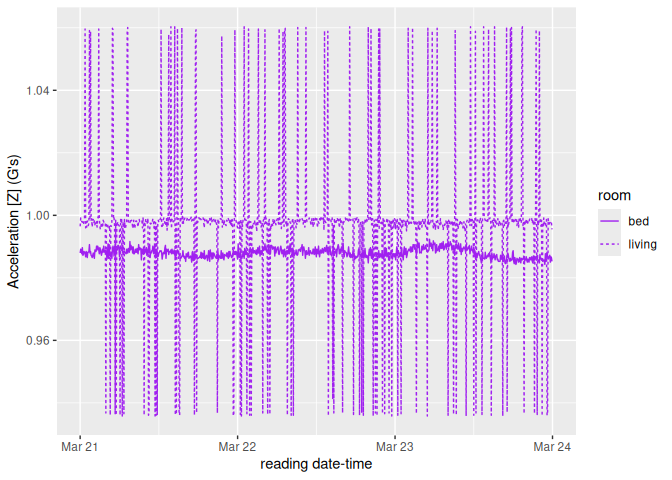 Acceleration [Z] (G's)
1.04
1.00
0.96
Mar 21
Mar 22
Mar 23
Mar 24
reading date-time
room
bed
living